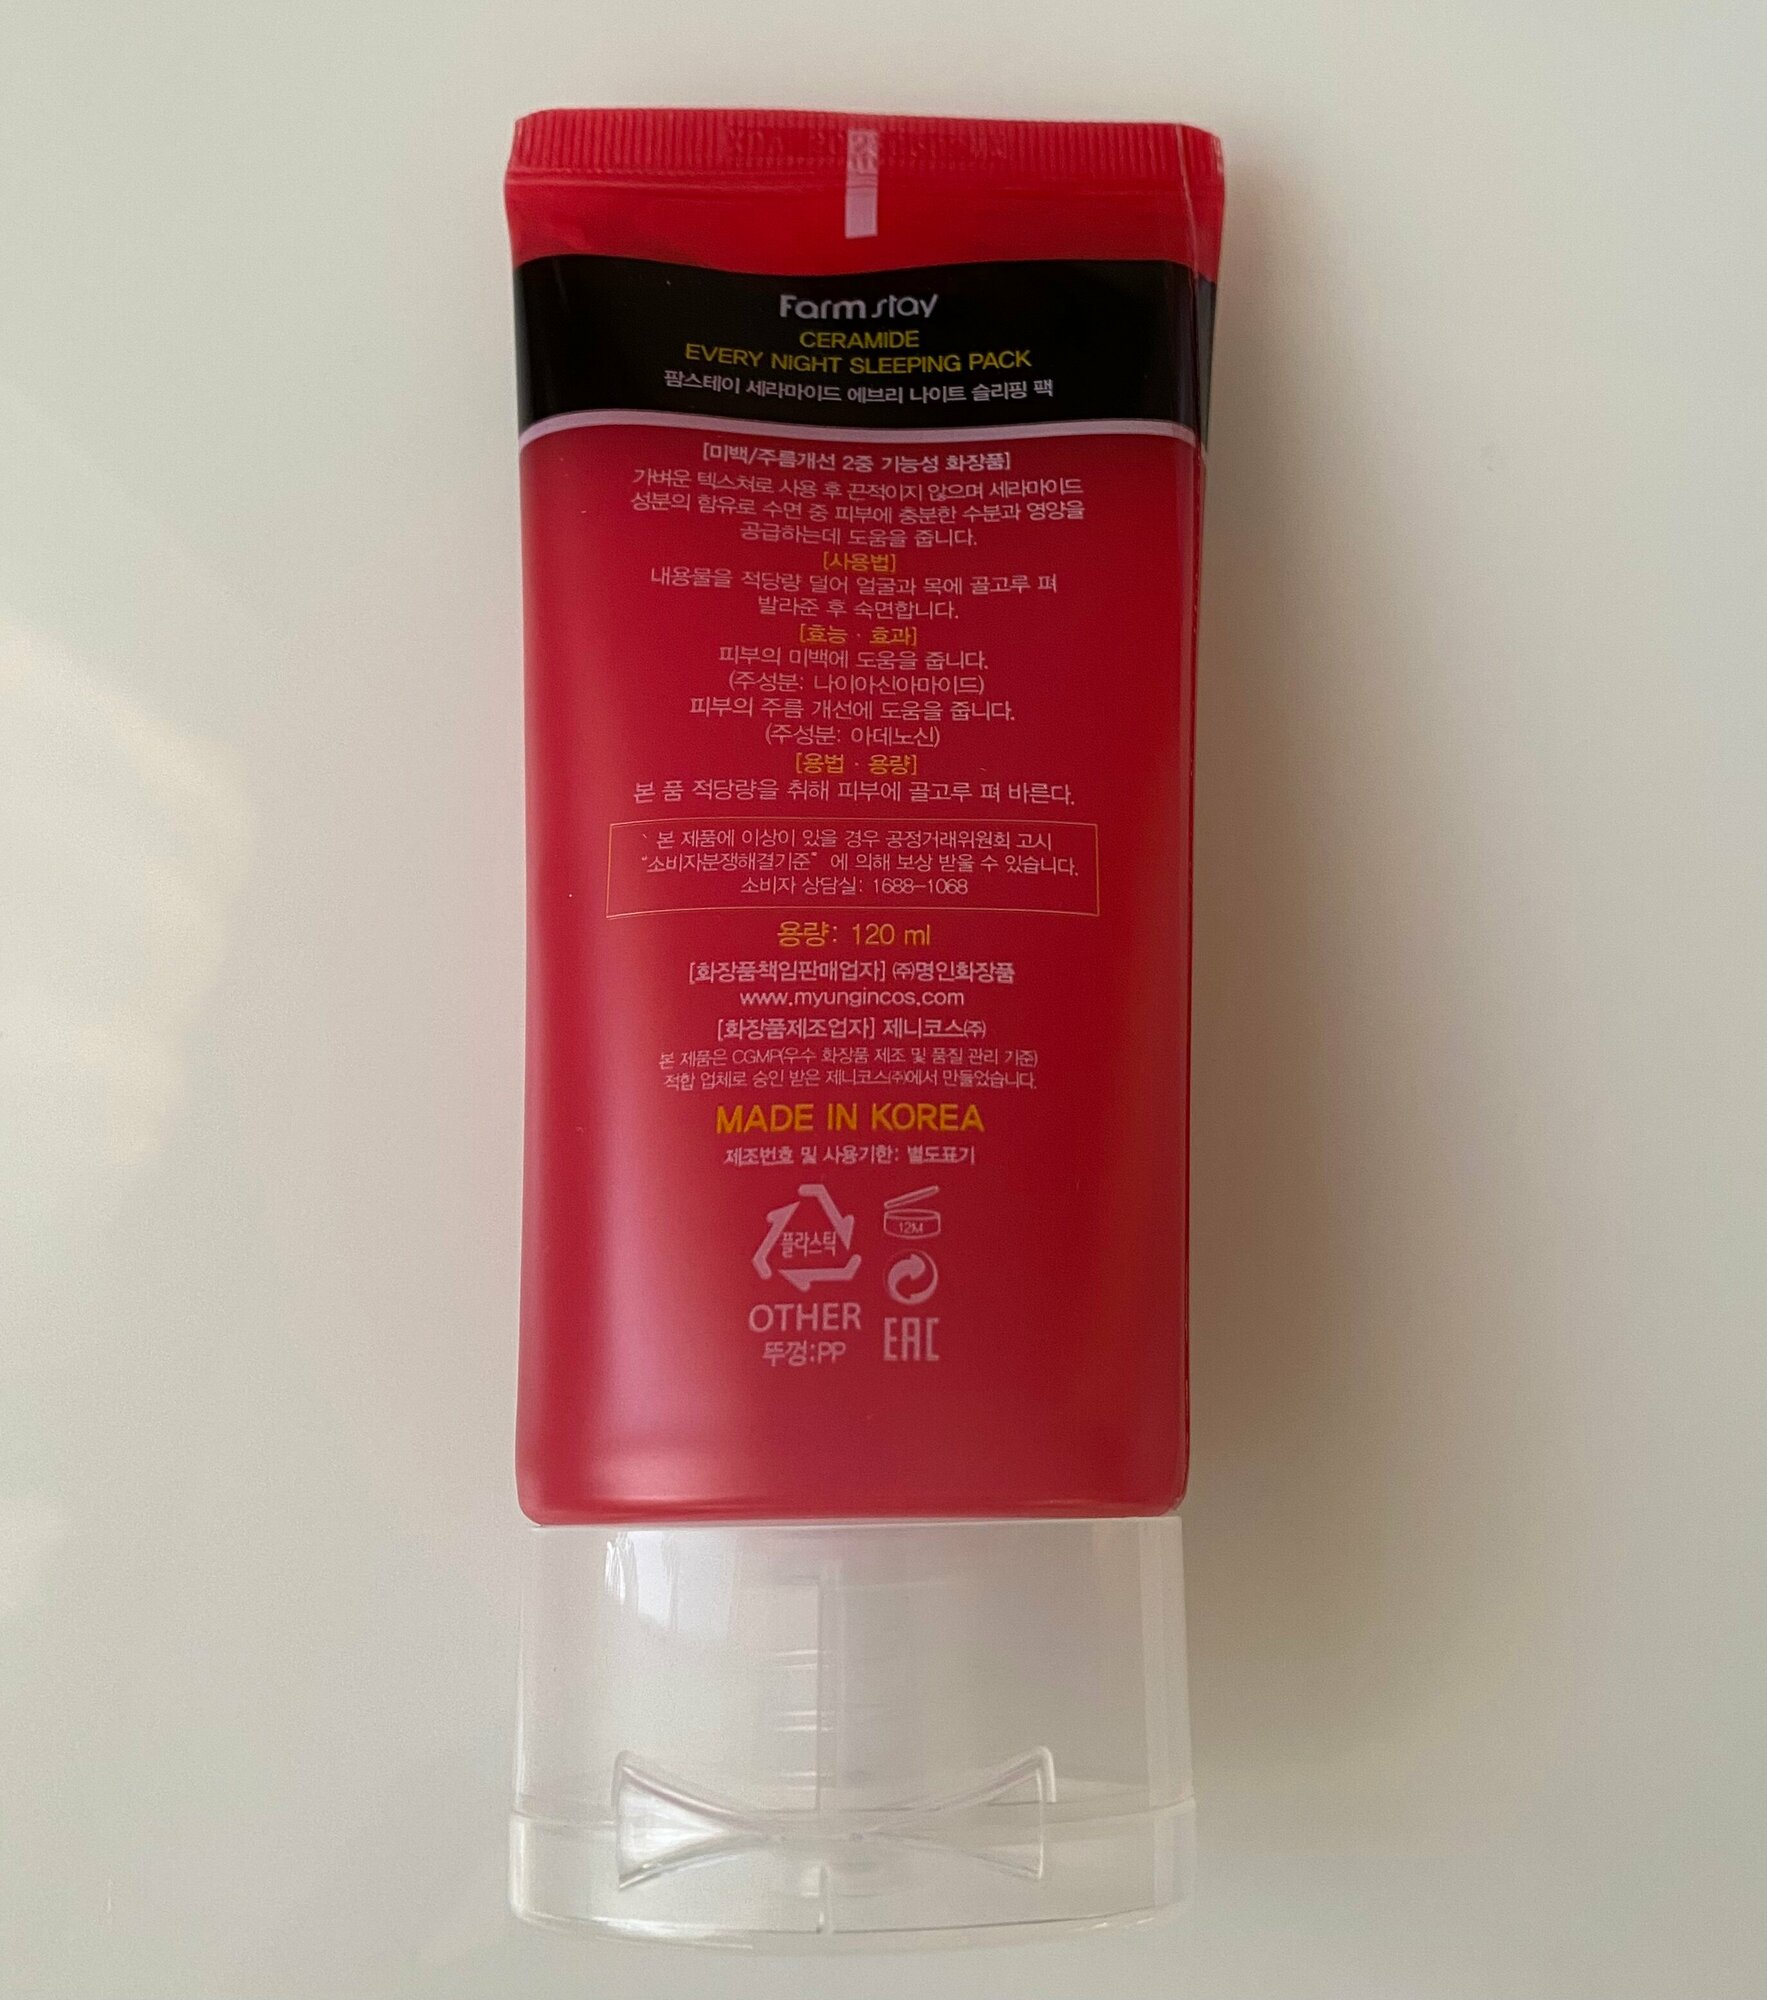 Farm stay
CERAMIDE
EVERY NIGHT SLEEPING PACK
팜스테이 세라마이드 에브리 나이트 슬리핑 팩
[미백/주름개선 2중 기능성 화장품]
가벼운 텍스쳐로 사용 후 끈적이지 않으며 세라마이드
성분의 함유로 수면 중 피부에 충분한 수분과 영양을
공급하는데 도움을 줍니다.
[사용법]
내용물을 적당량 덜어 얼굴과 목에 골고루 펴
발라준 후 숙면합니다.
[효능 · 효과]
피부의 미백에 도움을 줍니다.
(주성분: 나이아신아마이드)
피부의 주름 개선에 도움을 줍니다.
(주성분: 아데노신)
[용법 · 용량]
본 품 적당량을 취해 피부에 골고루 펴 바른다.
본 제품에 이상이 있을 경우 공정거래위원회 고시
"소비자분쟁해결기준" 에 의해 보상 받을 수 있습니다.
소비자 상담실: 1688-1068
용량: 120 ml
[화장품책임판매업자] ㈜명인화장품
www.myungincos.com
[화장품제조업자] 제니코스㈜
본 제품은 CGMP(우수 화장품 제조 및 품질 관리 기준)
적합 업체로 승인 받은 제니코스㈜에서 만들었습니다.
MADE IN KOREA
제조번호 및 사용기한: 별도표기
플라스틱
12M
OTHER
뚜껑:PP
EAC